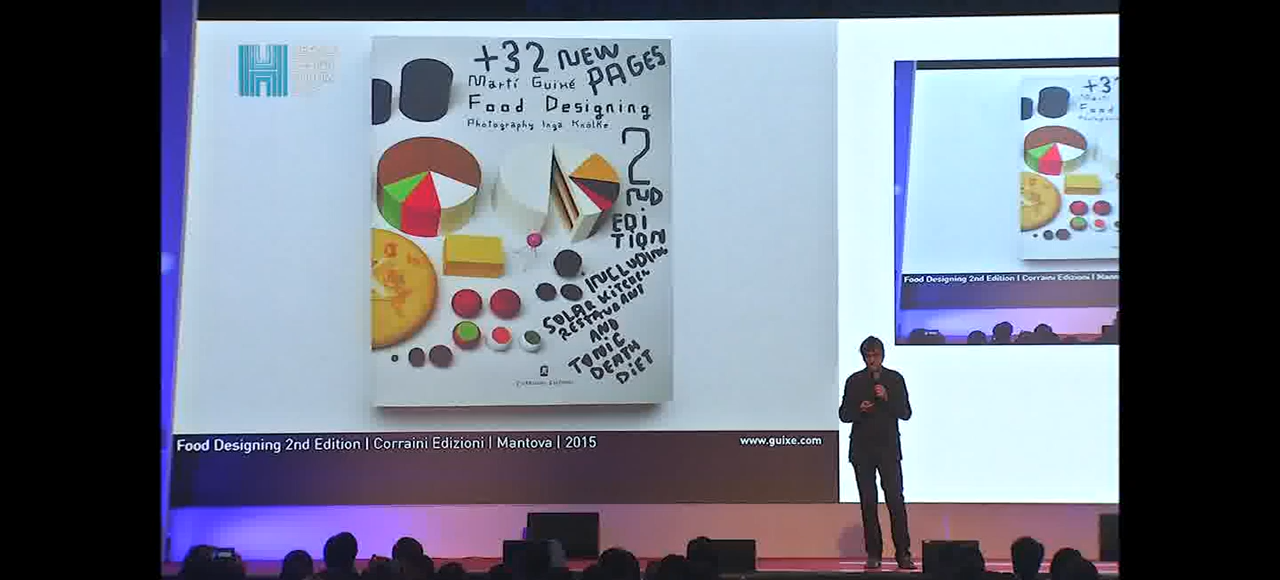 +32 NEW
PAGES
Martí Guixé
Food Designing
Photography Inga Knölke
2
ND
EDI
TION
INCLUDING
SOLAR KITCHEN
RESTAURANT
AND
TONIC
DEATH
DIET
Food Designing 2nd Edition | Corraini Edizioni | Mantova | 2015
www.guixe.com
+3
Food Designing 2nd Edition | Corraini Edizioni |